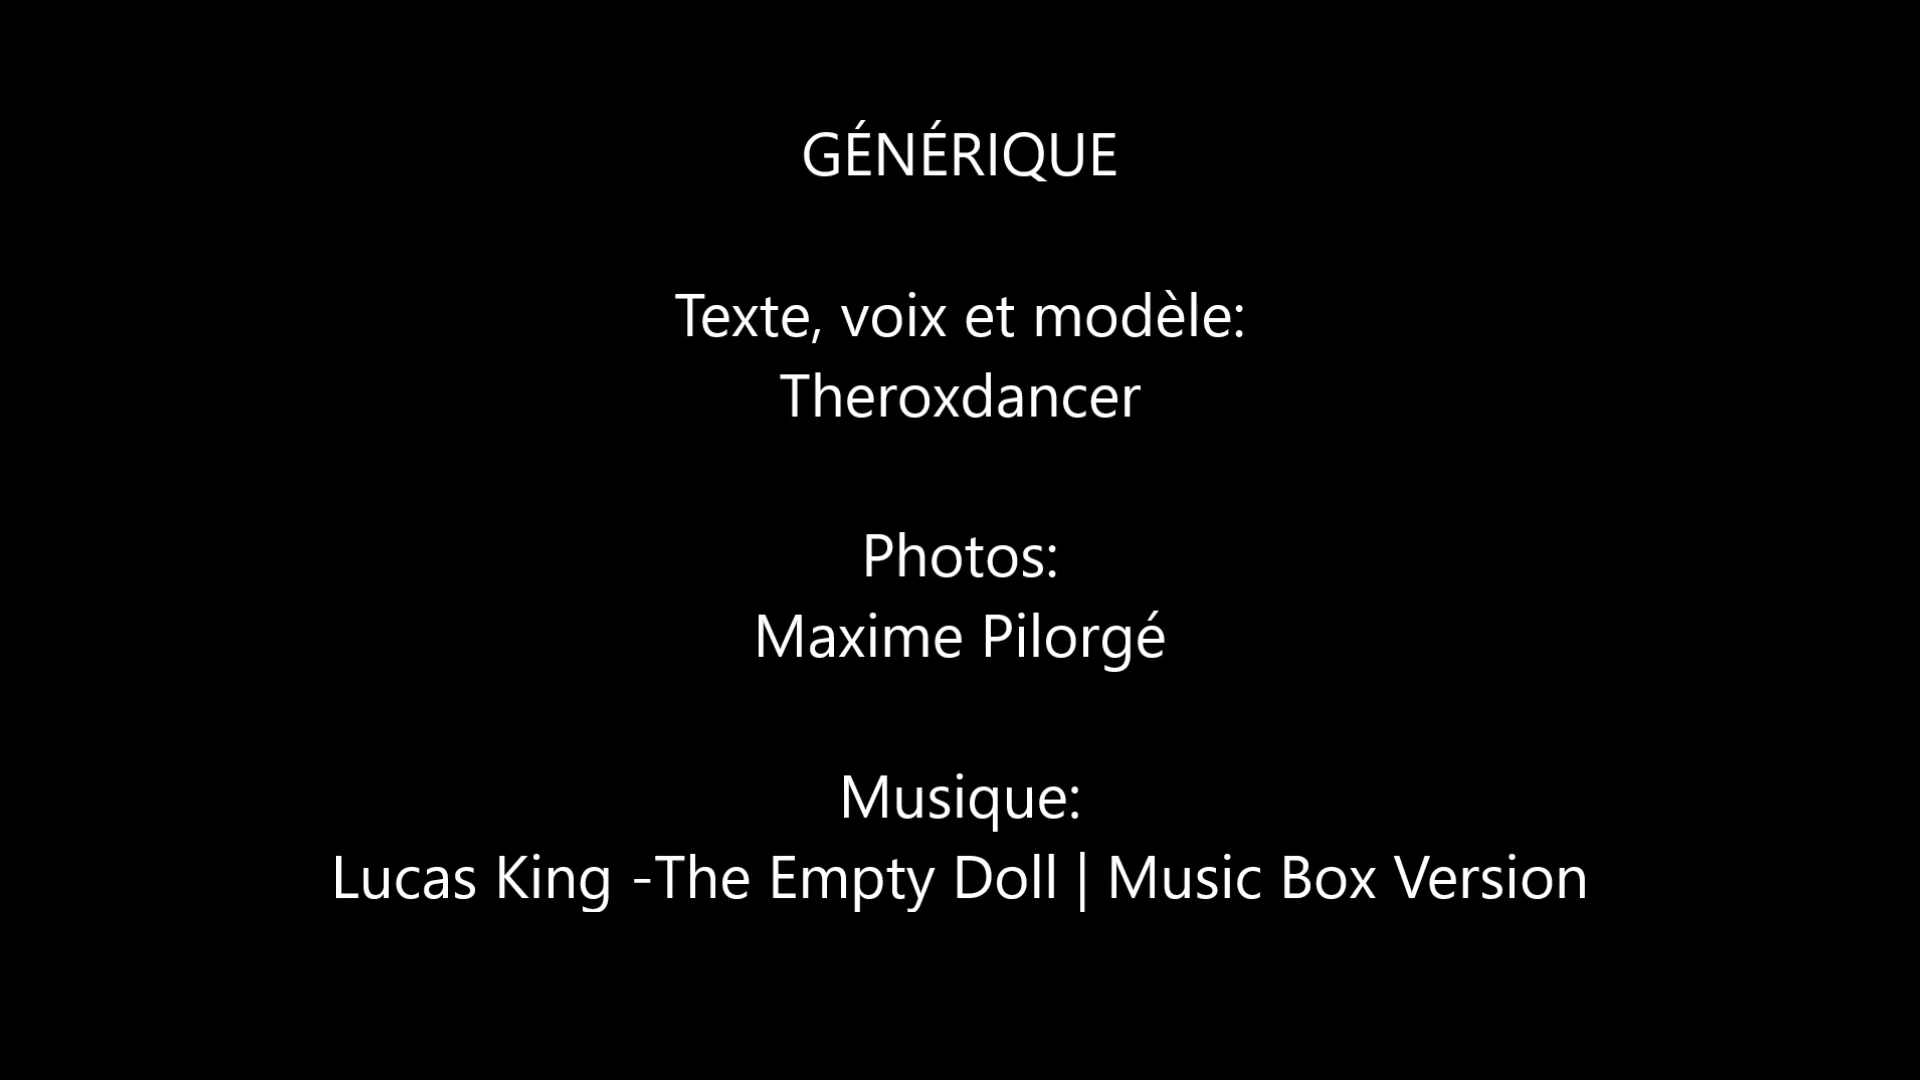 GÉNÉRIQUE
Texte, voix et modèle:
Theroxdancer
Photos:
Maxime Pilorgé
Musique:
Lucas King -The Empty Doll | Music Box Version